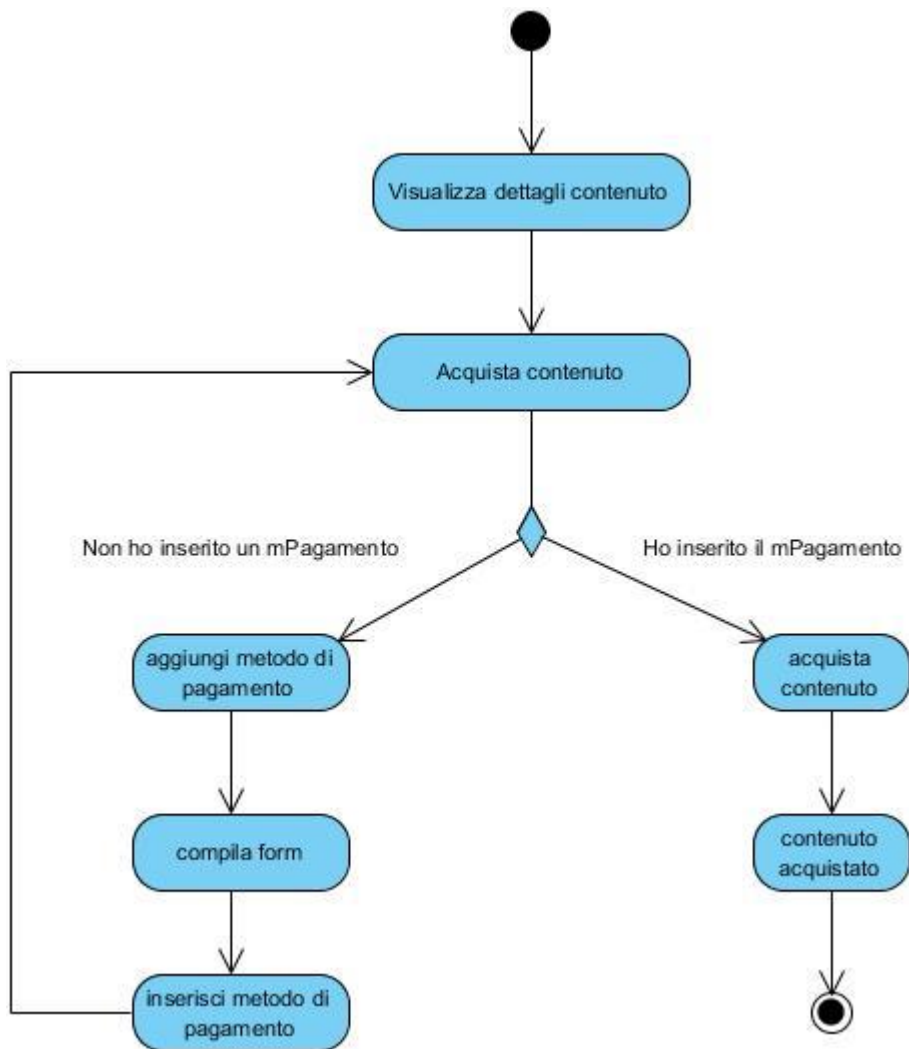 Visualizza dettagli contenuto
Acquista contenuto
Non ho inserito un mPagamento
Ho inserito il mPagamento
aggiungi metodo di
pagamento
acquista
contenuto
compila form
contenuto
acquistato
inserisci metodo di
pagamento